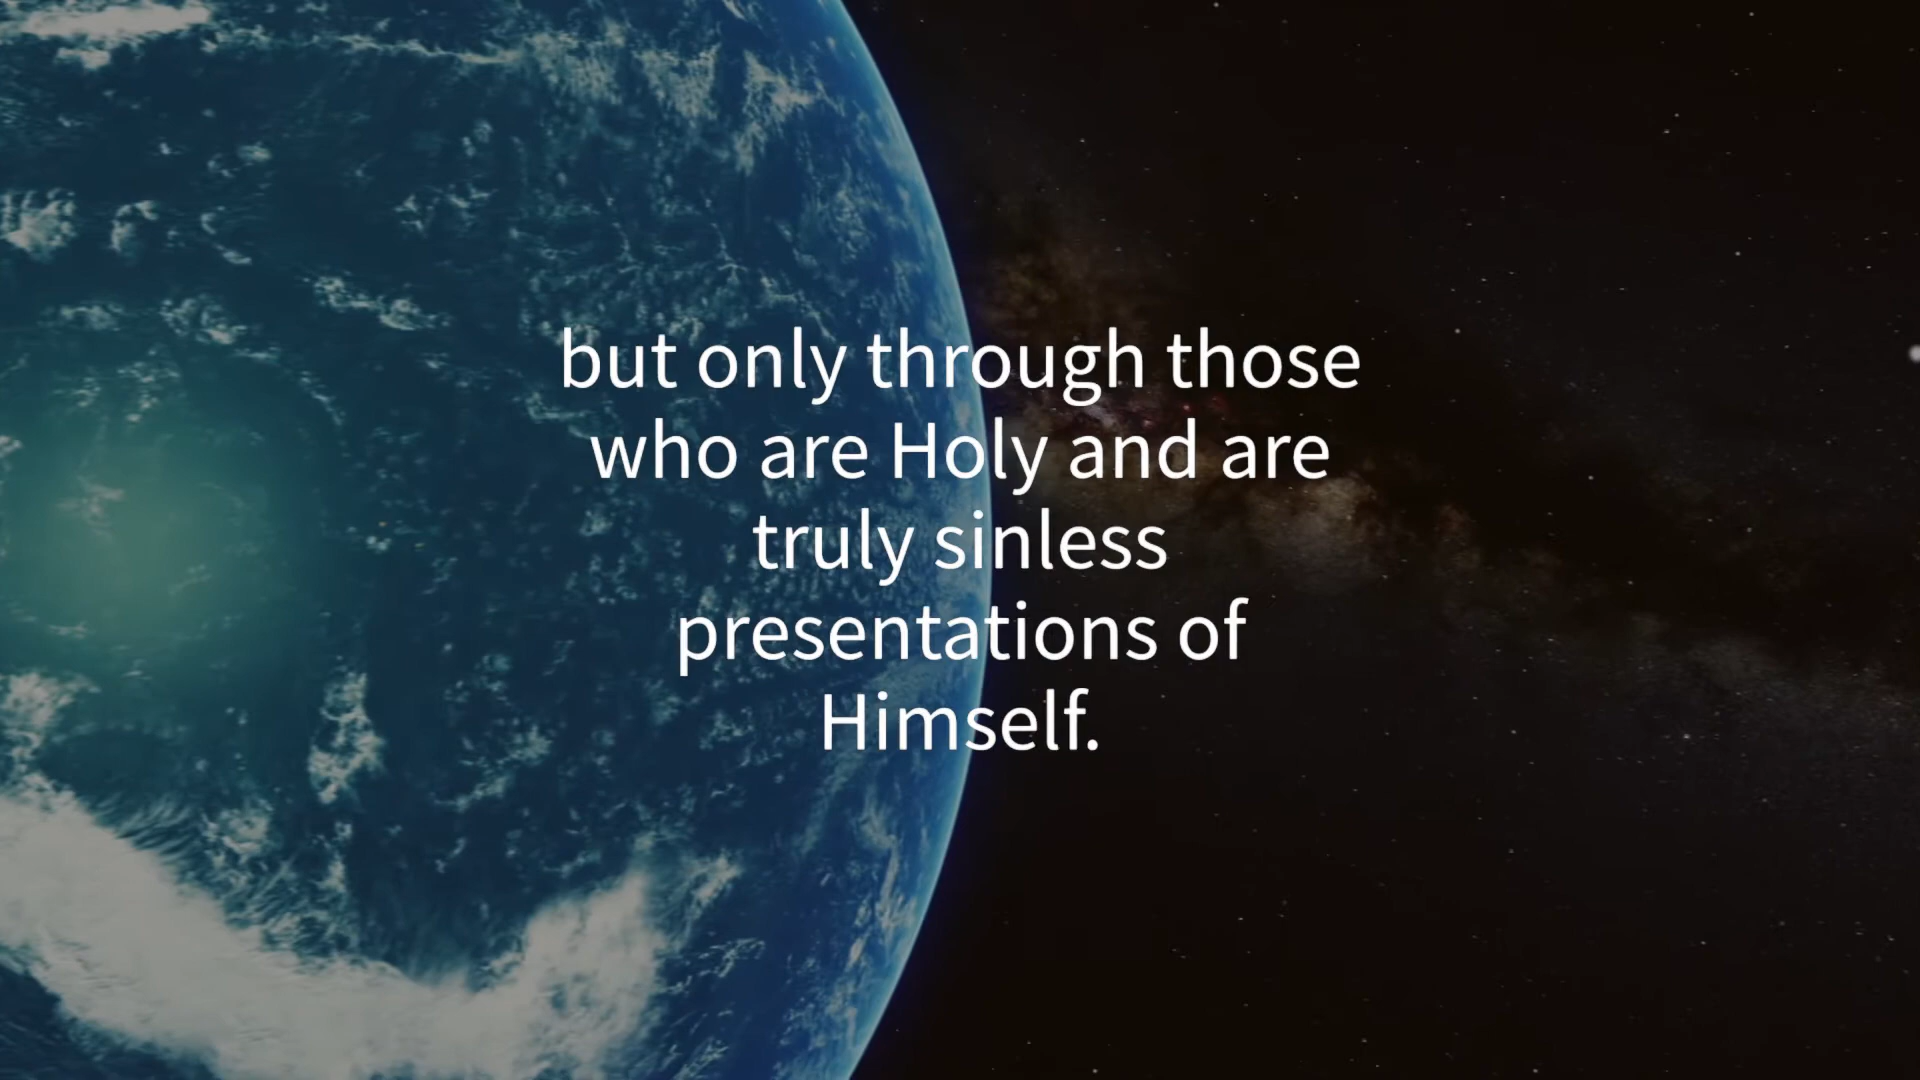 but only through those
who are Holy and are
truly sinless
presentations of
Himself.